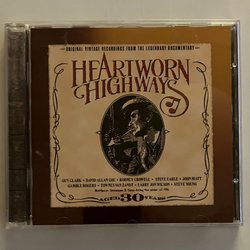 ORIGINAL VINTAGE RECORDINGS FROM THE LEGENDARY DOCUMENTARY
HEARTWORN
HIGHWAYS
GUY CLARK · DAVID ALLAN COE · RODNEY CROWELL · STEVE EARLE · JOHN HIATT
GAMBLE ROGERS · TOWNES VAN ZANDT · LARRY JON WILSON · STEVE YOUNG
AGED 30 YEARS